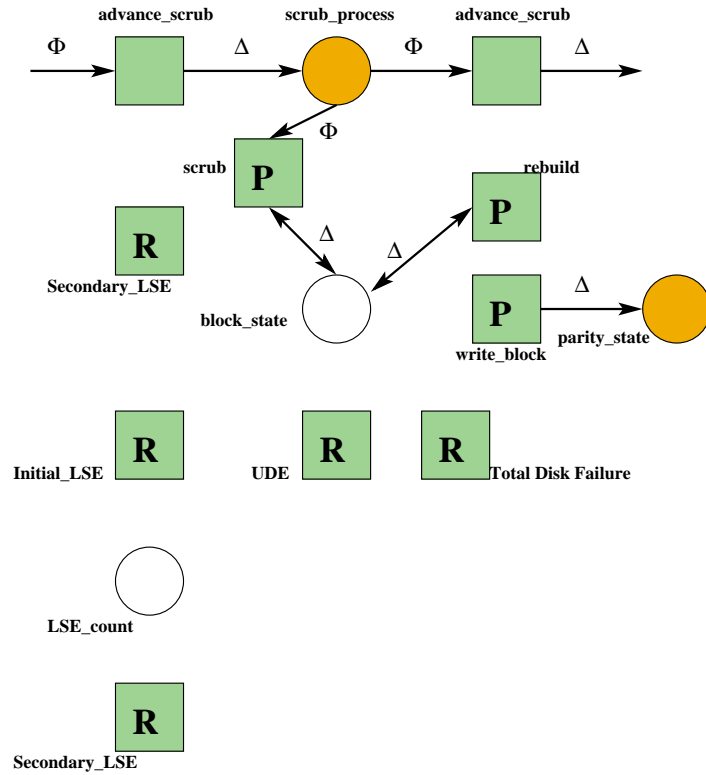 advance_scrub scrub_process advance_scrub
Φ Δ Φ Δ
Φ
scrub P rebuild
P
Δ Δ
R
Secondary_LSE
block_state Δ
P
parity_state
write_block
R R R
Initial_LSE UDE Total Disk Failure
LSE_count
R
Secondary_LSE